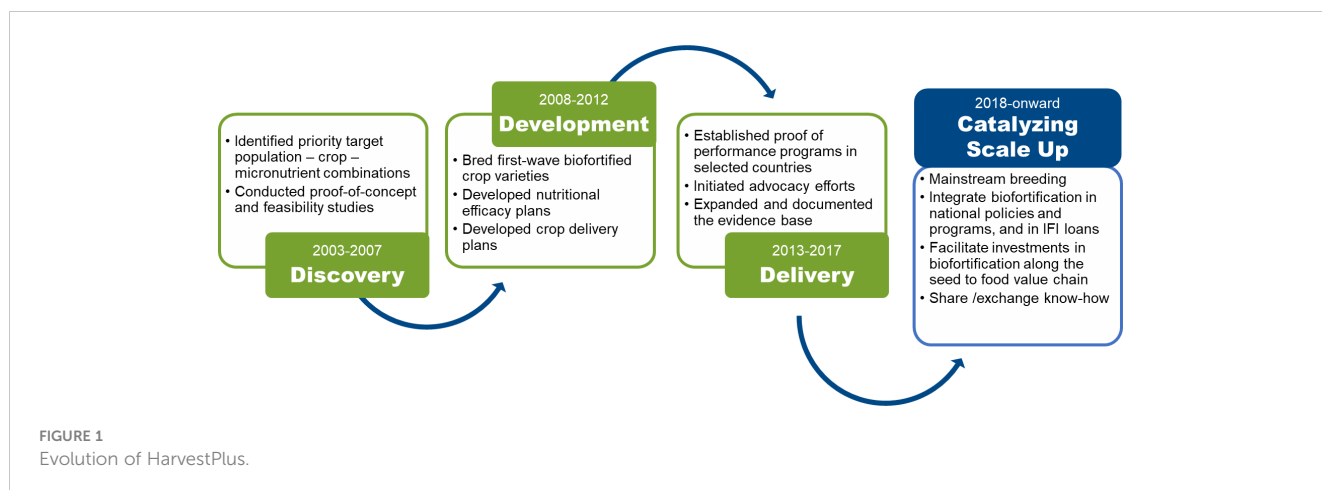 • Identified priority target
population – crop –
micronutrient combinations
• Conducted proof-of-concept
and feasibility studies
2003-2007
Discovery
2008-2012
Development
• Bred first-wave biofortified
crop varieties
• Developed nutritional
efficacy plans
• Developed crop delivery
plans
• Established proof of
performance programs in
selected countries
• Initiated advocacy efforts
• Expanded and documented
the evidence base
2013-2017
Delivery
2018-onward
Catalyzing
Scale Up
• Mainstream breeding
• Integrate biofortification in
national policies and
programs, and in IFI loans
• Facilitate investments in
biofortification along the
seed to food value chain
• Share /exchange know-how
FIGURE 1
Evolution of HarvestPlus.